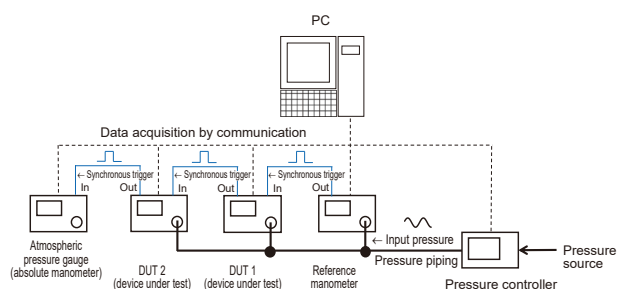 PC
Data acquisition by communication
← Synchronous trigger
← Synchronous trigger
← Synchronous trigger
In Out In Out In Out
← Input pressure
Pressure piping
Pressure source
Atmospheric
pressure gauge
(absolute manometer)
DUT 2
(device under test)
DUT 1
(device under test)
Reference
manometer
Pressure controller